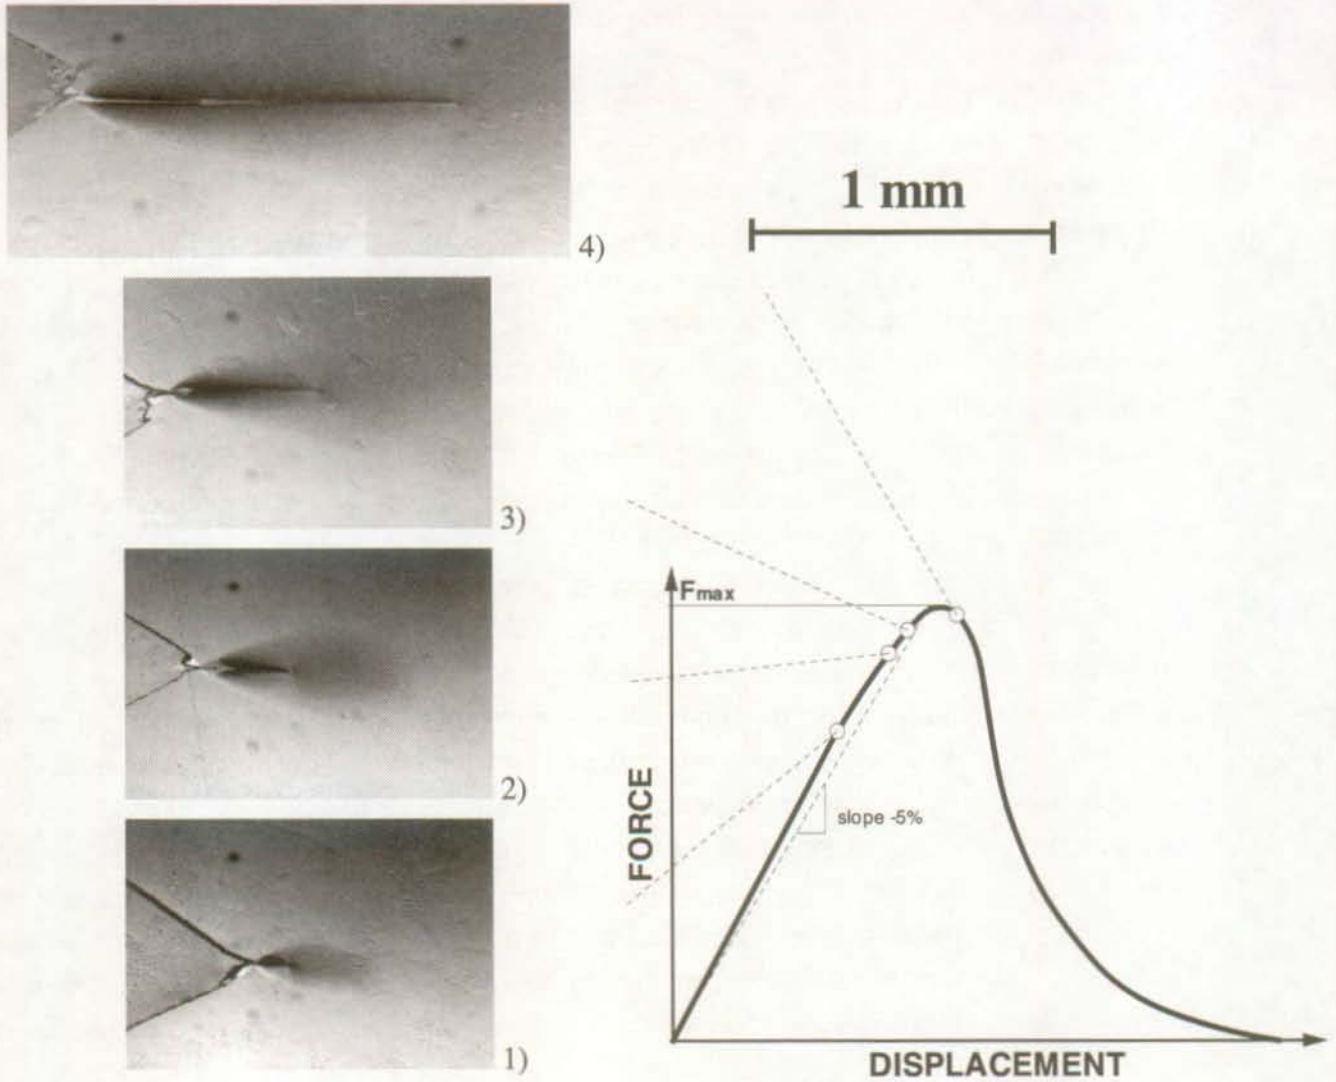 4)
1 mm
3)
2)
1)
Fmax
slope -5%
FORCE
DISPLACEMENT